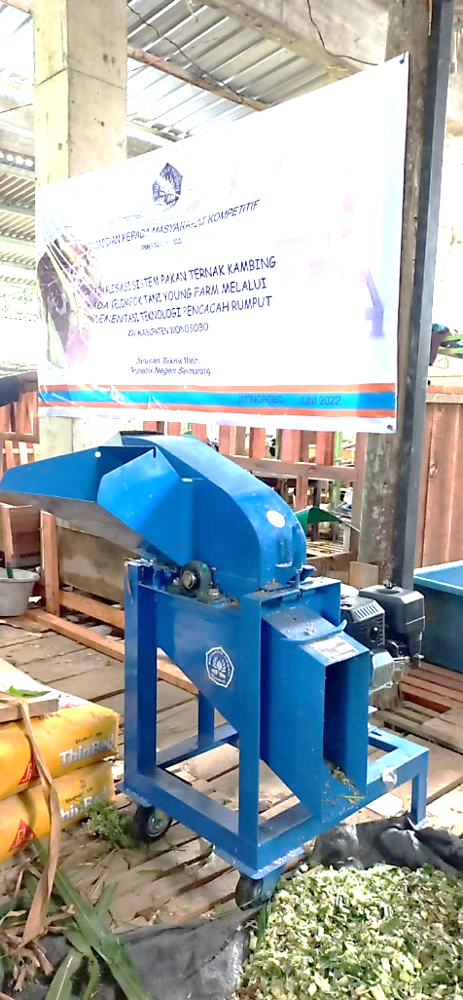 KEPADA MASYARAKAT KOMPETITIF
SISTEM PAKAN TERNAK KAMBING
KELOMPOK TANI YOUNG FARM MELALUI
TEKNOLOGI PENCACAH RUMPUT
DI KABUPATEN WONOSOBO
Jurusan Teknik Mesin
Politeknik Negeri Semarang
WONOSOBO JUNI 2022
ThinBed